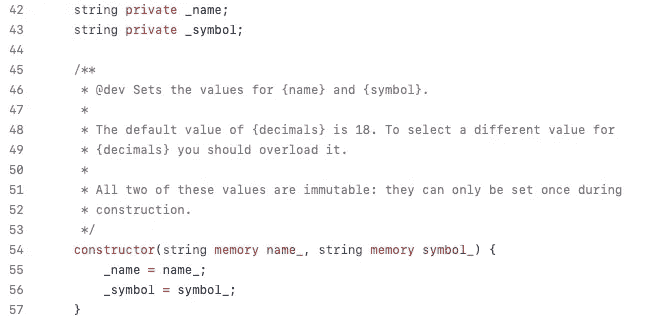 42 string private _name;
43 string private _symbol;
44
45 /**
46 * @dev Sets the values for {name} and {symbol}.
47 *
48 * The default value of {decimals} is 18. To select a different value for
49 * {decimals} you should overload it.
50 *
51 * All two of these values are immutable: they can only be set once during
52 * construction.
53 */
54 constructor(string memory name_, string memory symbol_) {
55 _name = name_;
56 _symbol = symbol_;
57 }